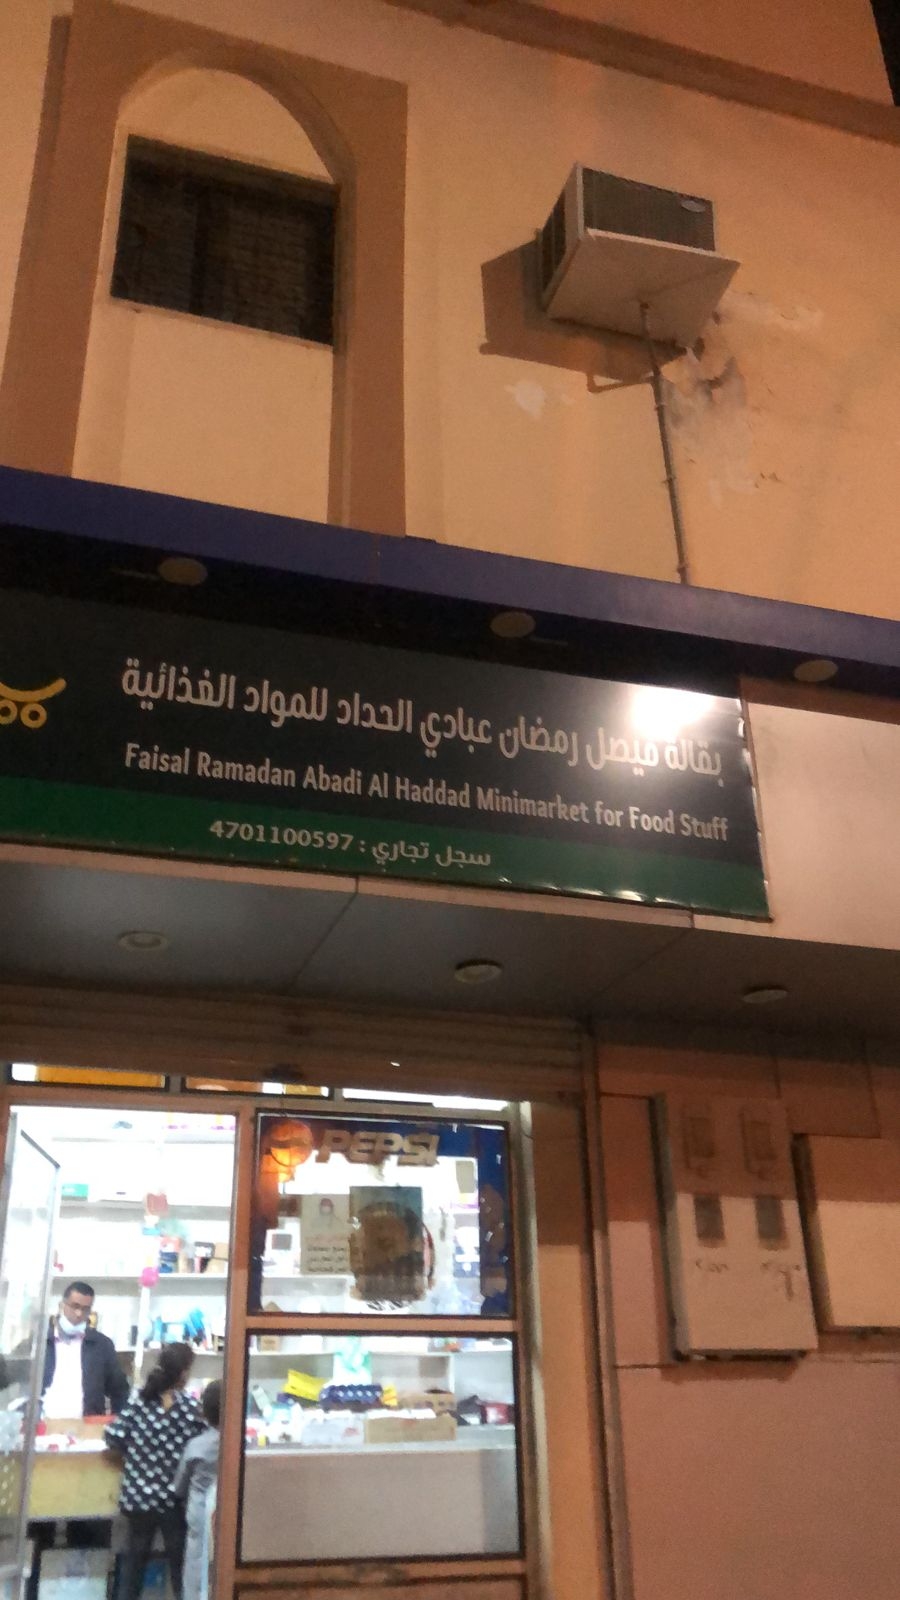 بقالة فيصل رمضان عبادي الحداد للمواد الغذائية
Faisal Ramadan Abadi Al Haddad Minimarket for Food Stuff
سجل تجاري : 4701100597
PEPSI